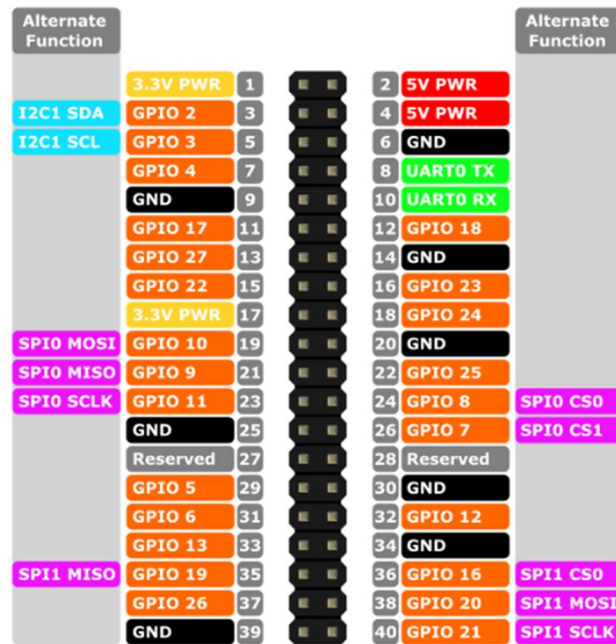 Alternate Function Alternate Function
3.3V PWR 1 2 5V PWR
I2C1 SDA GPIO 2 3 4 5V PWR
I2C1 SCL GPIO 3 5 6 GND
GPIO 4 7 8 UART0 TX
GND 9 10 UART0 RX
GPIO 17 11 12 GPIO 18
GPIO 27 13 14 GND
GPIO 22 15 16 GPIO 23
3.3V PWR 17 18 GPIO 24
SPI0 MOSI GPIO 10 19 20 GND
SPI0 MISO GPIO 9 21 22 GPIO 25
SPI0 SCLK GPIO 11 23 24 GPIO 8 SPI0 CS0
GND 25 26 GPIO 7 SPI0 CS1
Reserved 27 28 Reserved
GPIO 5 29 30 GND
GPIO 6 31 32 GPIO 12
GPIO 13 33 34 GND
SPI1 MISO GPIO 19 35 36 GPIO 16 SPI1 CS0
GPIO 26 37 38 GPIO 20 SPI1 MOSI
GND 39 40 GPIO 21 SPI1 SCLK